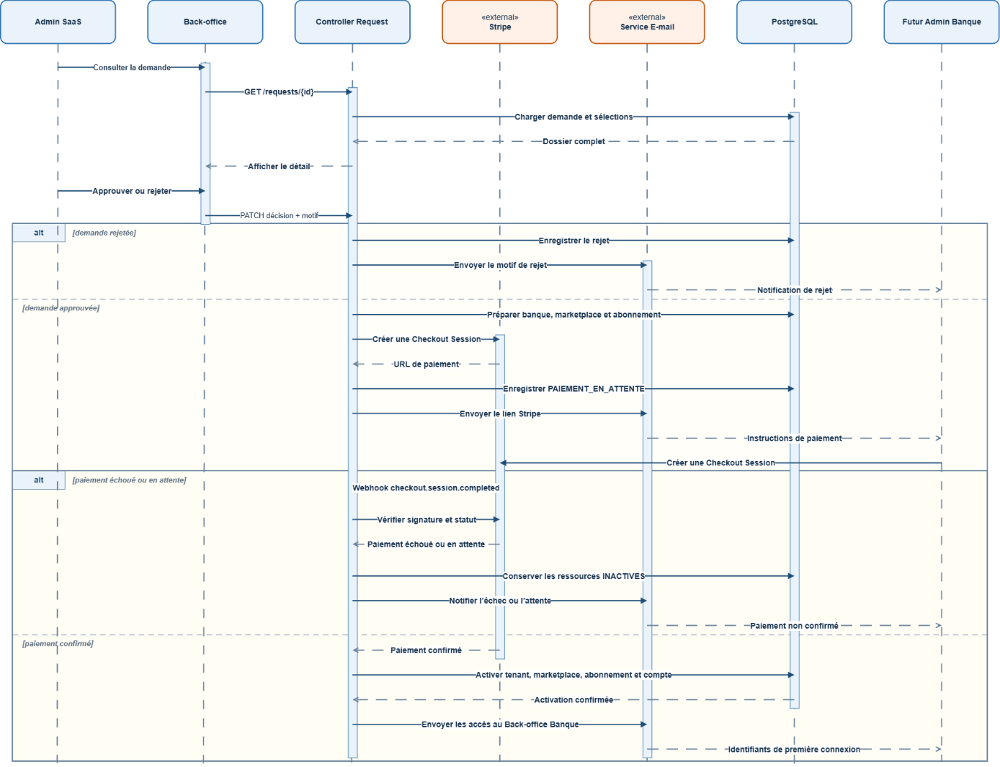 Admin SaaS
Back-office
Controller Request
«external»
Stripe
«external»
Service E-mail
PostgreSQL
Futur Admin Banque
Consulter la demande
GET /requests/{id}
Charger demande et sélections
Dossier complet
Afficher le détail
Approuver ou rejeter
PATCH décision + motif
alt
[demande rejetée]
Enregistrer le rejet
Envoyer le motif de rejet
Notification de rejet
[demande approuvée]
Préparer banque, marketplace et abonnement
Créer une Checkout Session
URL de paiement
Enregistrer PAIEMENT_EN_ATTENTE
Envoyer le lien Stripe
Instructions de paiement
Créer une Checkout Session
alt
[paiement échoué ou en attente]
Webhook checkout.session.completed
Vérifier signature et statut
Paiement échoué ou en attente
Conserver les ressources INACTIVES
Notifier l'échec ou l'attente
Paiement non confirmé
[paiement confirmé]
Paiement confirmé
Activer tenant, marketplace, abonnement et compte
Activation confirmée
Envoyer les accès au Back-office Banque
Identifiants de première connexion